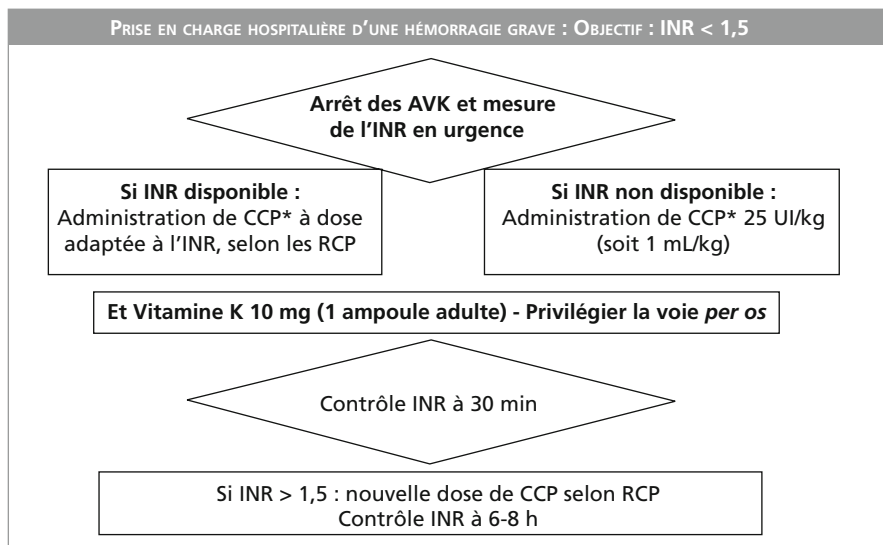 PRISE EN CHARGE HOSPITALIÈRE D'UNE HÉMORRAGIE GRAVE : OBJECTIF : INR < 1,5
Arrêt des AVK et mesure
de l'INR en urgence
Si INR disponible :
Administration de CCP* à dose
adaptée à l'INR, selon les RCP
Si INR non disponible :
Administration de CCP* 25 UI/kg
(soit 1 mL/kg)
Et Vitamine K 10 mg (1 ampoule adulte) - Privilégier la voie per os
Contrôle INR à 30 min
Si INR > 1,5 : nouvelle dose de CCP selon RCP
Contrôle INR à 6-8 h